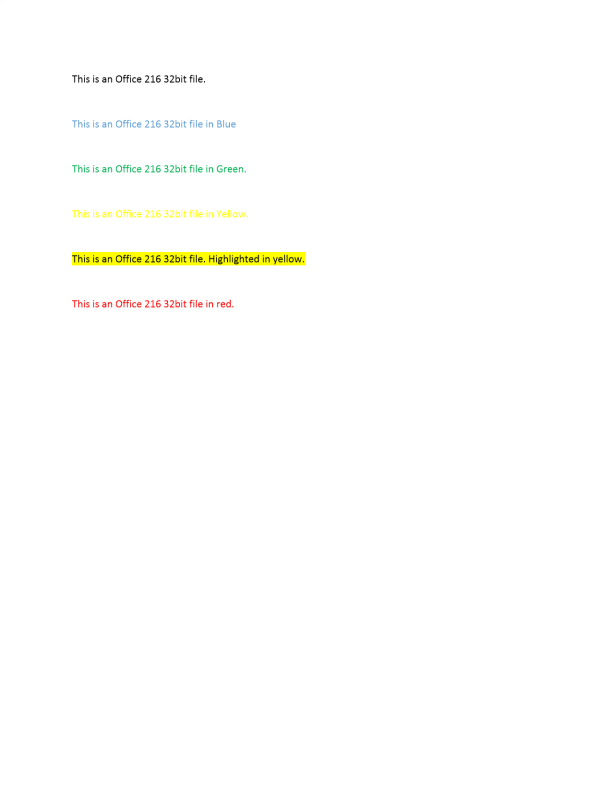 This is an Office 216 32bit file.
This is an Office 216 32bit file in Blue
This is an Office 216 32bit file in Green.
This is an Office 216 32bit file in Yellow.
This is an Office 216 32bit file. Highlighted in yellow.
This is an Office 216 32bit file in red.